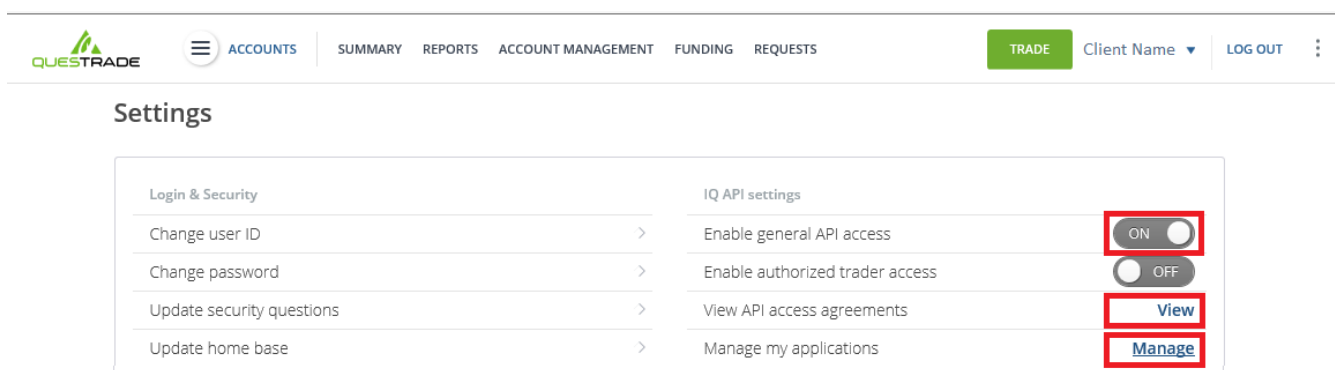 QUESTRADE
ACCOUNTS SUMMARY REPORTS ACCOUNT MANAGEMENT FUNDING REQUESTS TRADE Client Name LOG OUT
Settings
Login & Security
Change user ID
Change password
Update security questions
Update home base
IQ API settings
Enable general API access ON
Enable authorized trader access OFF
View API access agreements View
Manage my applications Manage